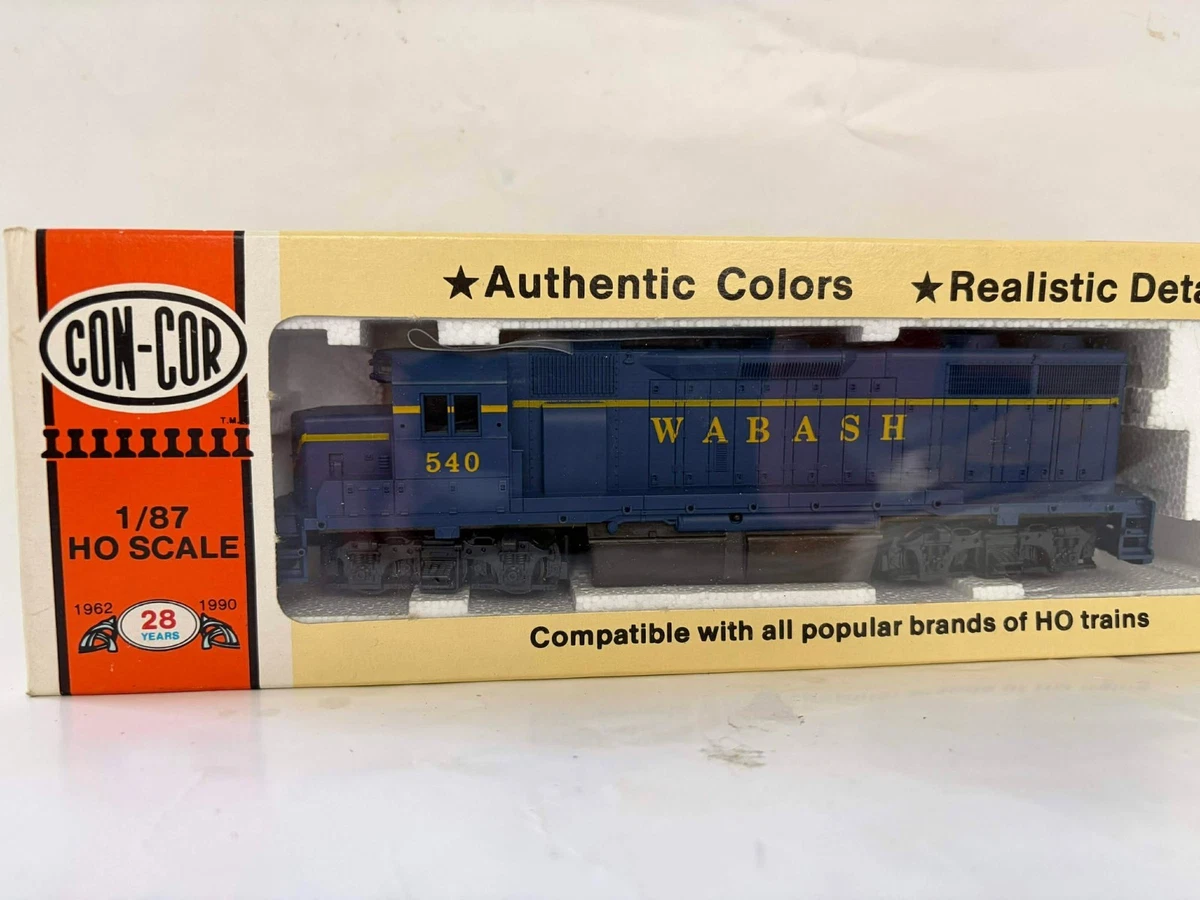 CON-COR
T.M.
1/87
HO SCALE
1962 28 1990
YEARS
★Authentic Colors ★Realistic Deta
WABASH
540
Compatible with all popular brands of HO trains